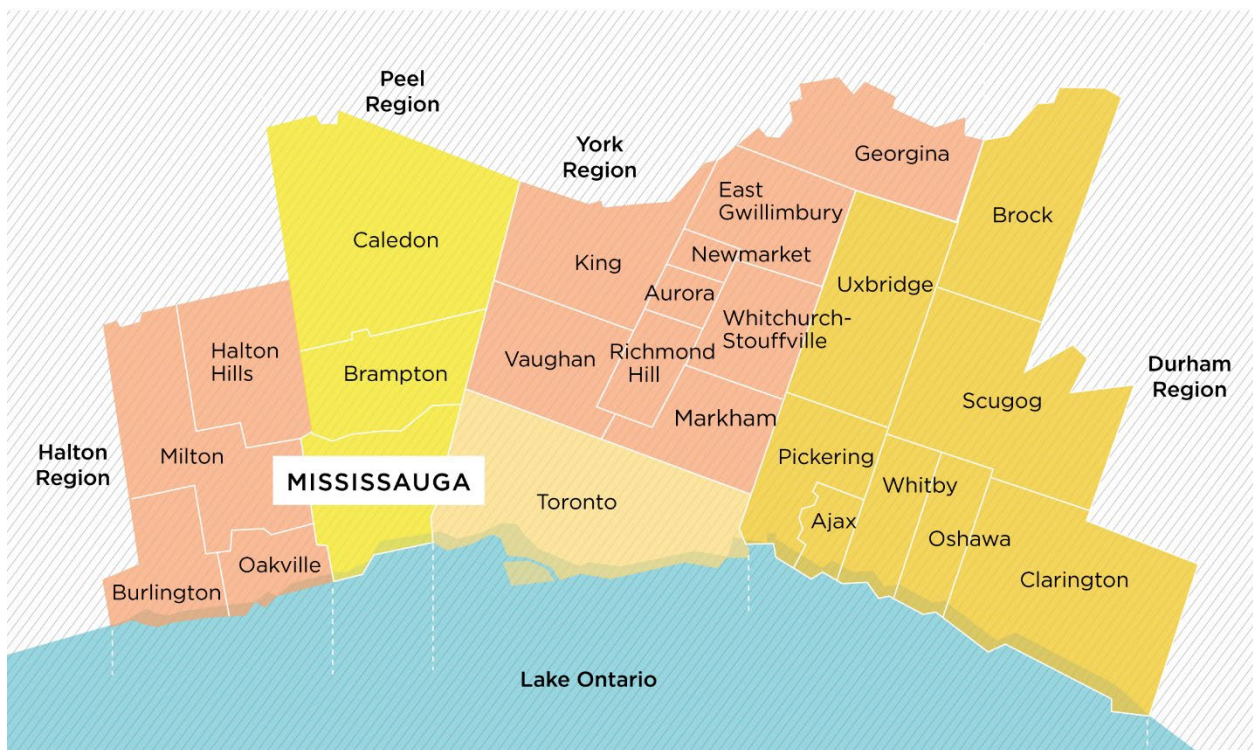 Peel
Region
York
Region
Georgina
East
Gwillimbury
Brock
Caledon
King
Newmarket
Uxbridge
Aurora
Whitchurch-
Stouffville
Halton
Hills
Vaughan
Richmond
Hill
Brampton
Durham
Region
Scugog
Markham
Halton
Region
Milton
MISSISSAUGA
Pickering
Whitby
Toronto
Ajax
Oshawa
Oakville
Burlington
Clarington
Lake Ontario